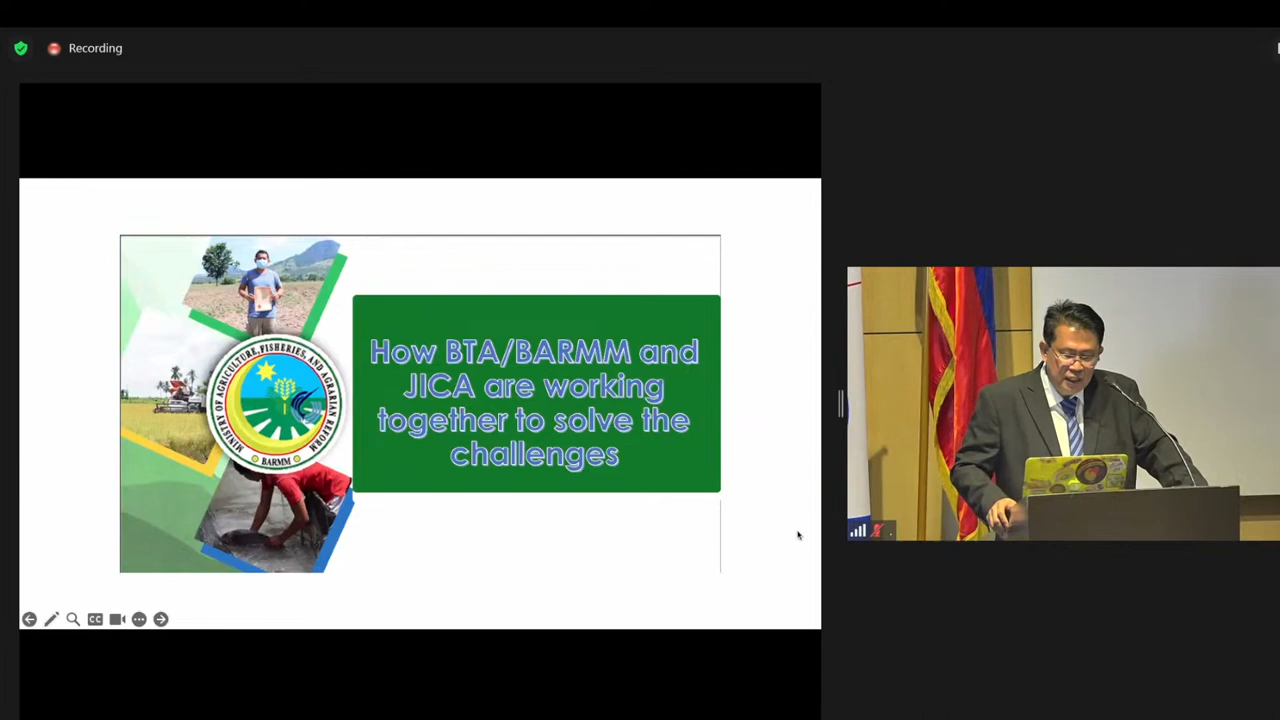 Recording
How BTA/BARMM and
JICA are working
together to solve the
challenges
MINISTRY OF AGRICULTURE, FISHERIES, AND AGRARIAN REFORM
BARMM
CC